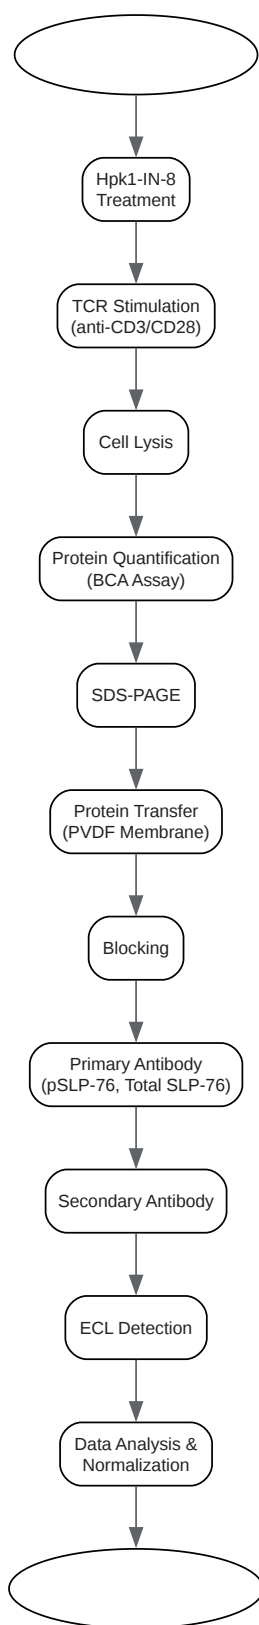 Hpk1-IN-8
Treatment
TCR Stimulation
(anti-CD3/CD28)
Cell Lysis
Protein Quantification
(BCA Assay)
SDS-PAGE
Protein Transfer
(PVDF Membrane)
Blocking
Primary Antibody
(pSLP-76, Total SLP-76)
Secondary Antibody
ECL Detection
Data Analysis &
Normalization